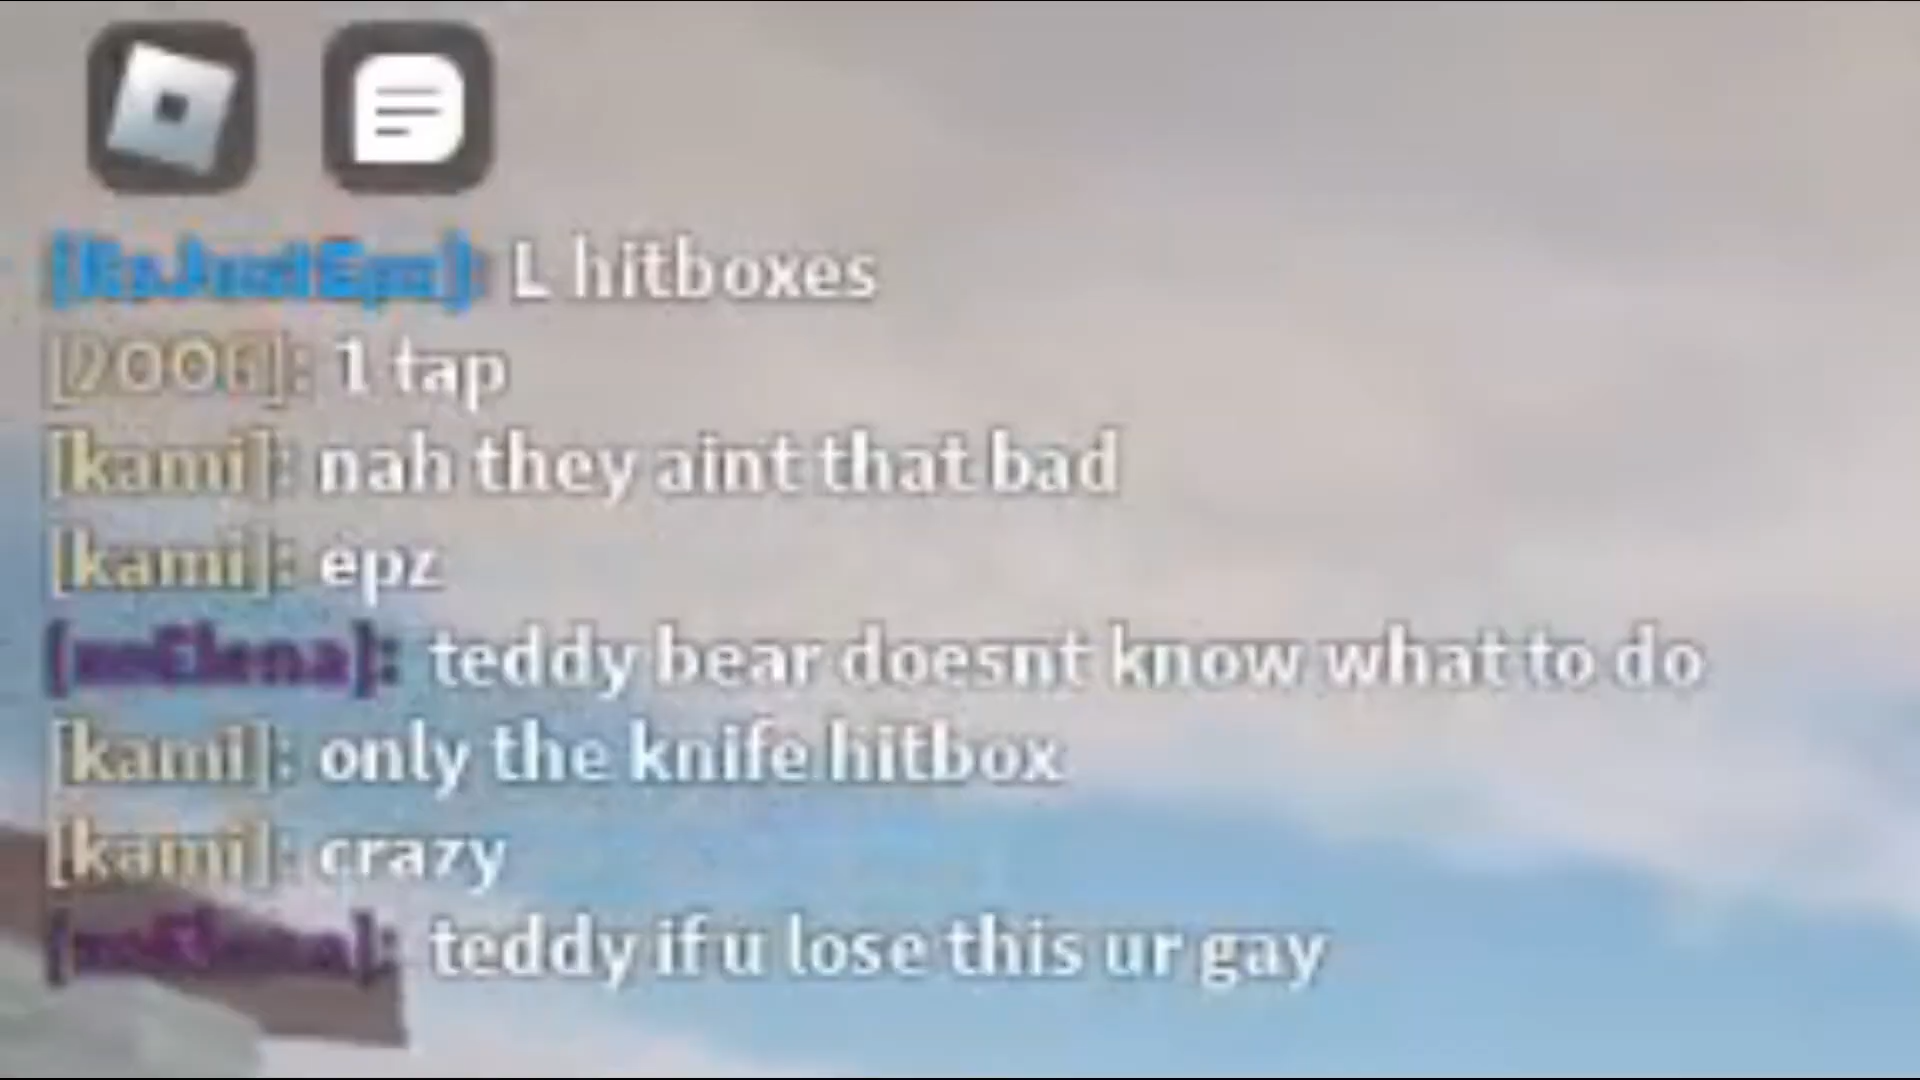 [ItsJustEpz]: L hitboxes
[2006]: 1 tap
[kami]: nah they aint that bad
[kami]: epz
teddy bear doesnt know what to do
[kami]: only the knife hitbox
[kami]: crazy
teddy if u lose this ur gay